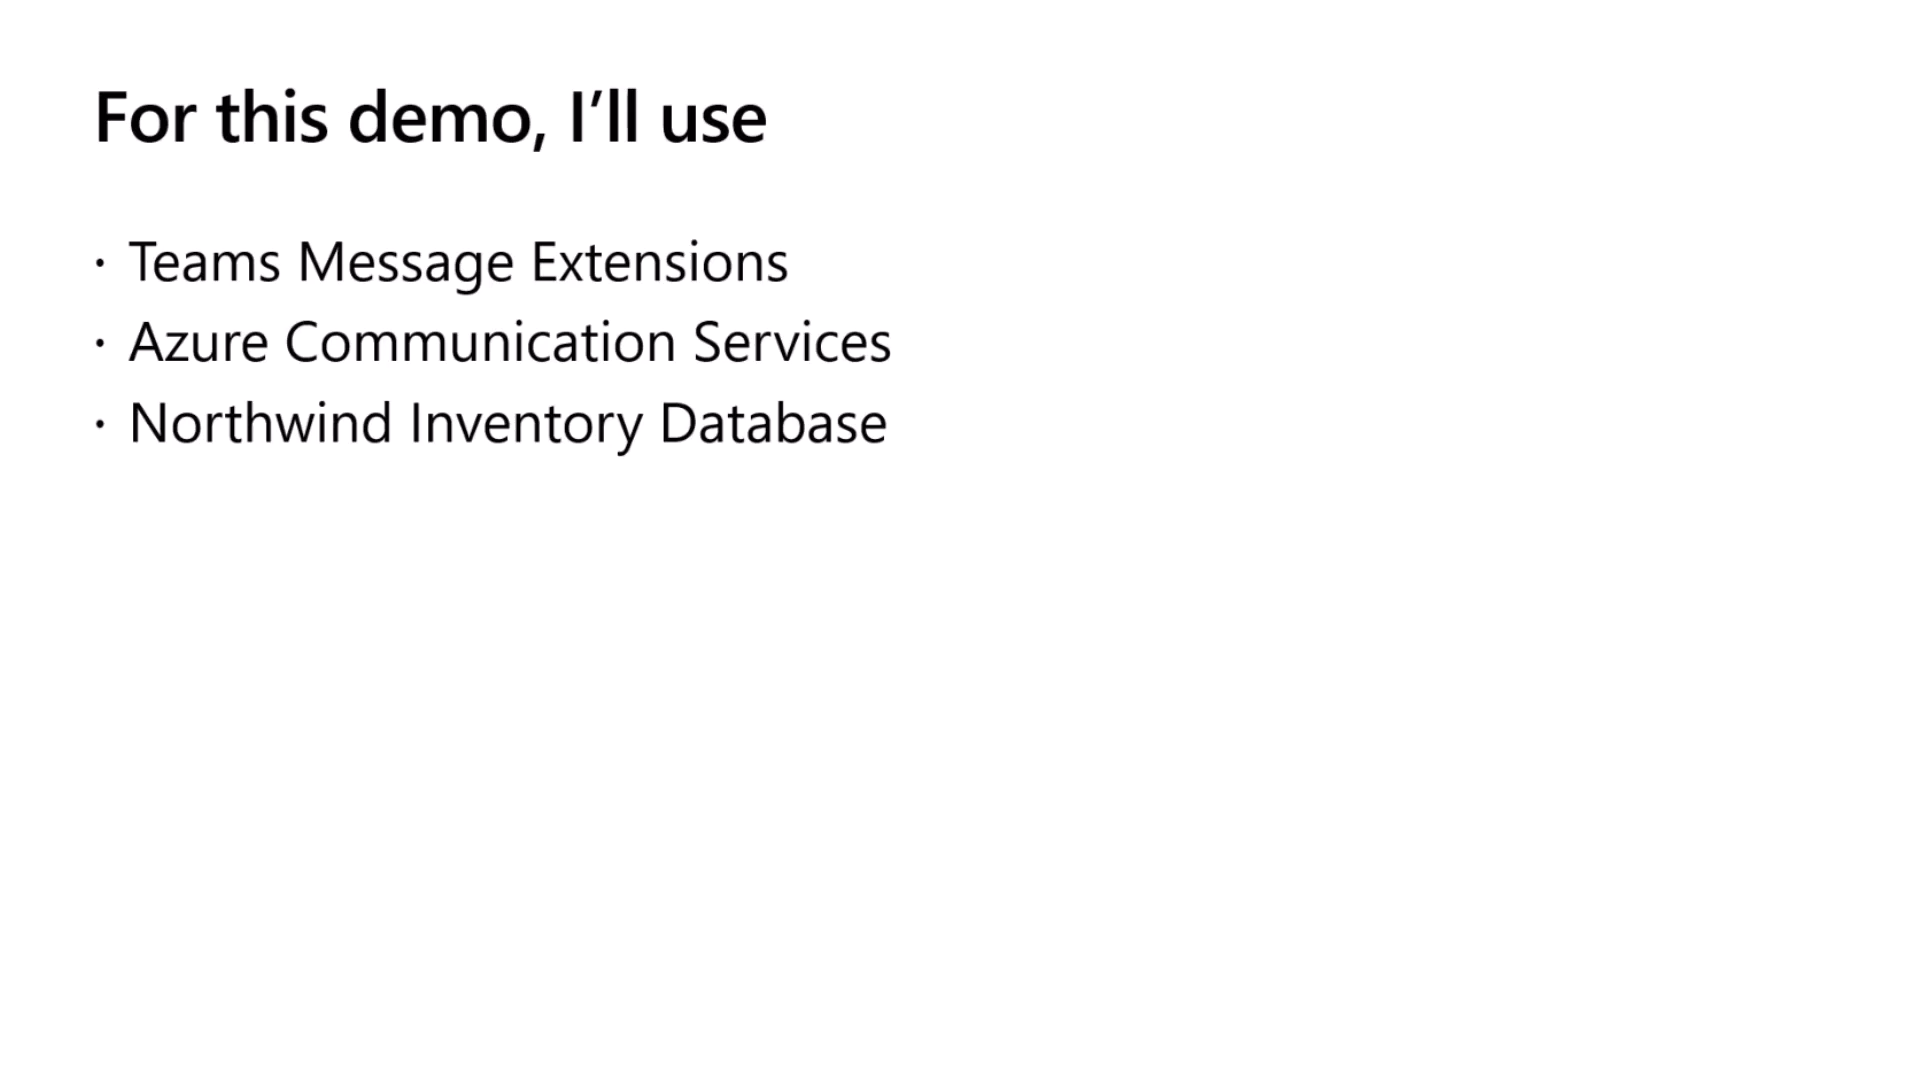 For this demo, I’ll use
· Teams Message Extensions
· Azure Communication Services
· Northwind Inventory Database